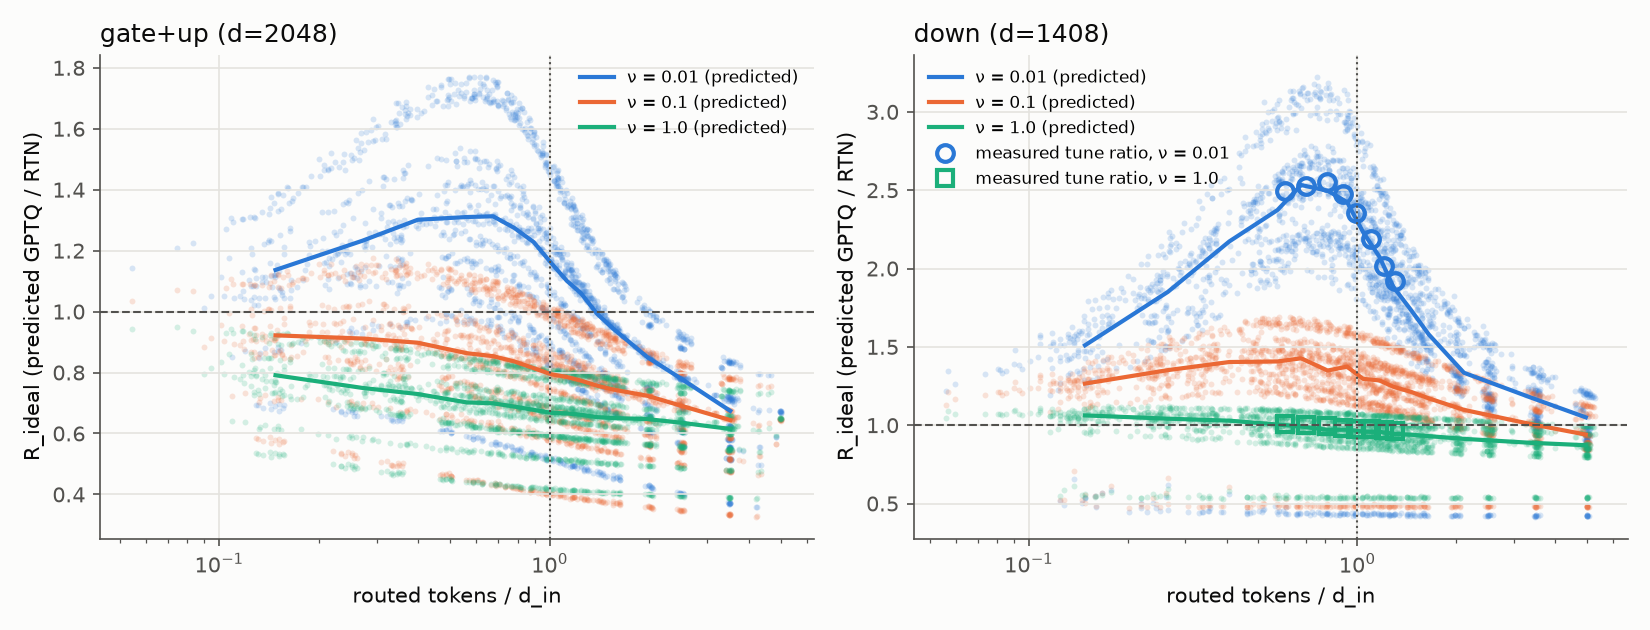 gate+up (d=2048)
R_ideal (predicted GPTQ / RTN)
1.8
1.6
1.4
1.2
1.0
0.8
0.6
0.4
ν = 0.01 (predicted)
ν = 0.1 (predicted)
ν = 1.0 (predicted)
10⁻¹
10⁰
routed tokens / d_in
down (d=1408)
R_ideal (predicted GPTQ / RTN)
3.0
2.5
2.0
1.5
1.0
0.5
ν = 0.01 (predicted)
ν = 0.1 (predicted)
ν = 1.0 (predicted)
measured tune ratio, ν = 0.01
measured tune ratio, ν = 1.0
10⁻¹
10⁰
routed tokens / d_in